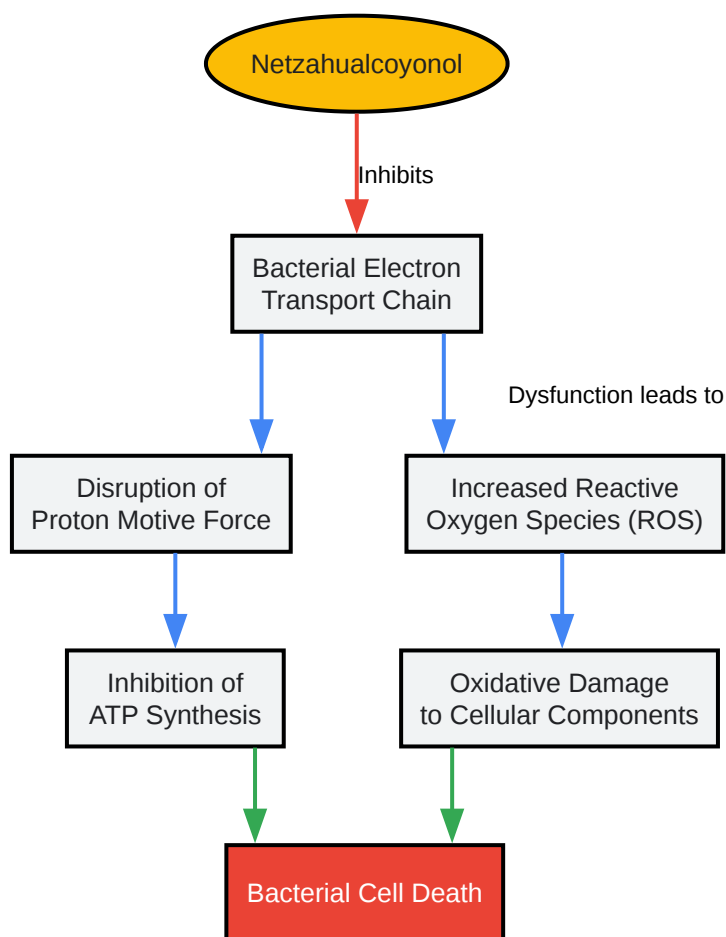 Netzahualcoyonol
Inhibits
Bacterial Electron
Transport Chain
Dysfunction leads to
Disruption of
Proton Motive Force
Increased Reactive
Oxygen Species (ROS)
Inhibition of
ATP Synthesis
Oxidative Damage
to Cellular Components
Bacterial Cell Death